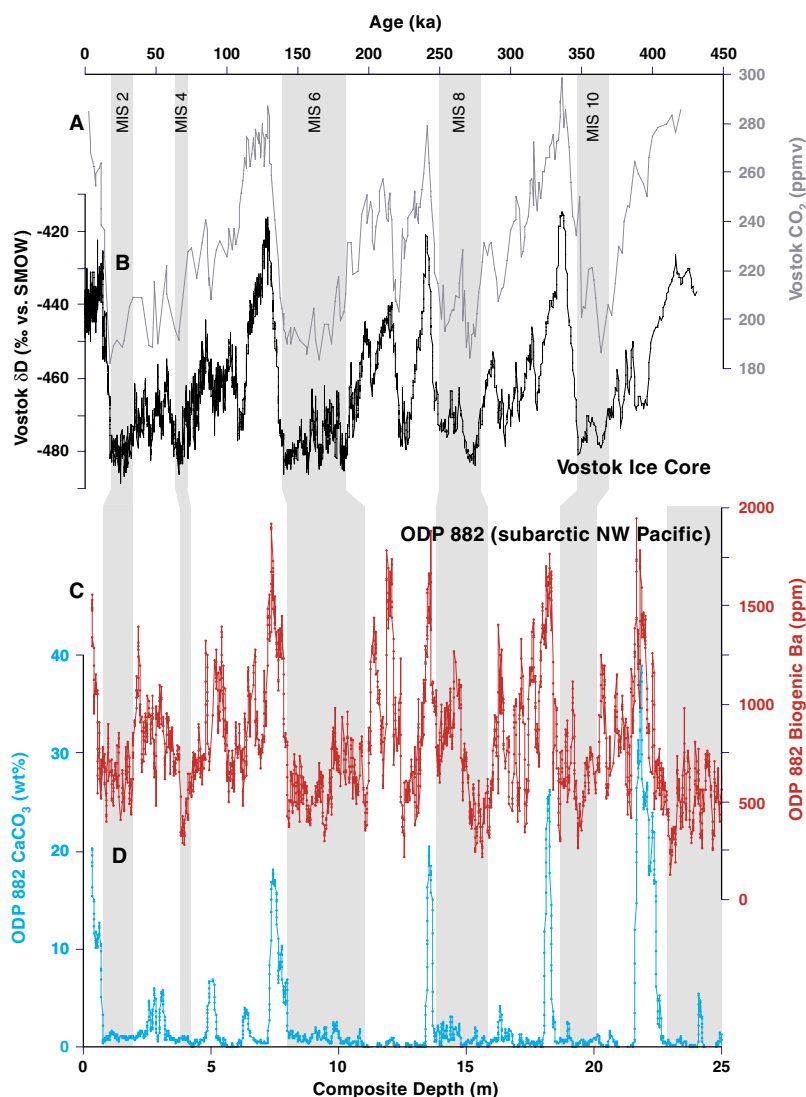 Age (ka)
0 50 100 150 200 250 300 350 400 450
MIS 2
MIS 4
MIS 6
MIS 8
MIS 10
A
B
300
280
260
240
220
200
180
Vostok CO2 (ppmv)
-420
-440
-460
-480
Vostok δD (‰ vs. SMOW)
Vostok Ice Core
ODP 882 (subarctic NW Pacific)
C
2000
1500
1000
500
0
ODP 882 Biogenic Ba (ppm)
40
30
20
10
0
ODP 882 CaCO3 (wt%)
D
0 5 10 15 20 25
Composite Depth (m)